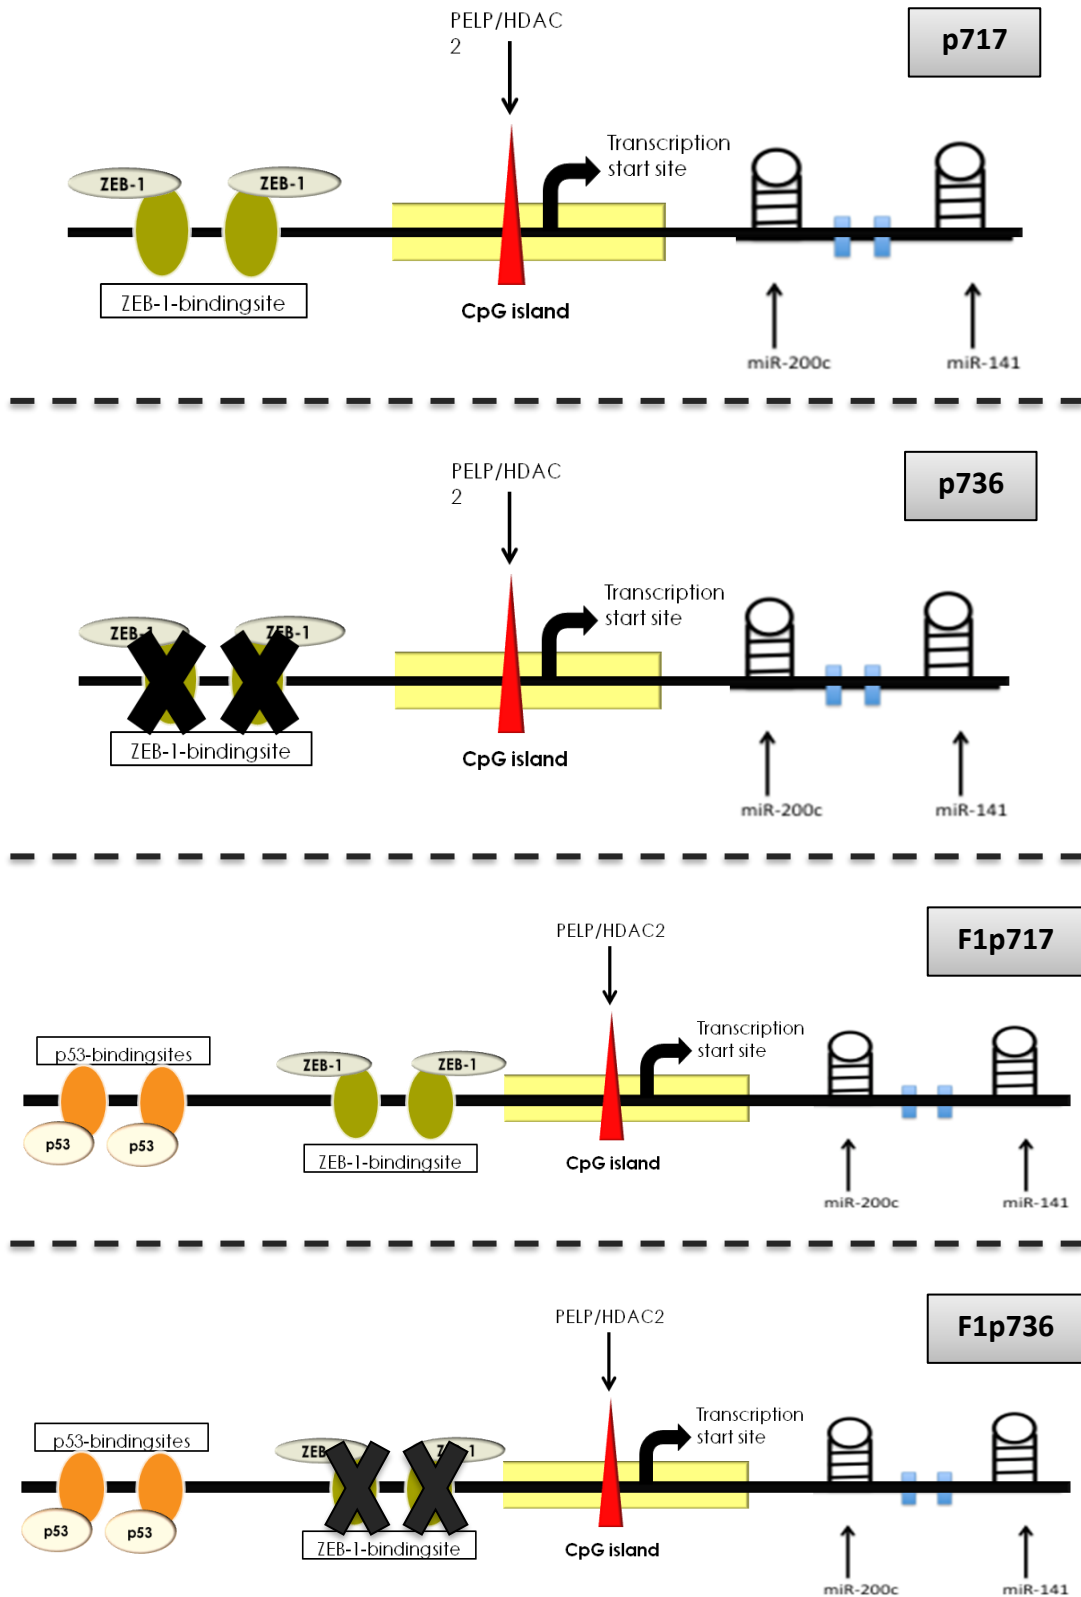 PELP/HDAC
2
p717
Transcription
start site
ZEB-1
ZEB-1
ZEB-1-bindingsite
CpG island
miR-200c
miR-141
PELP/HDAC
2
p736
Transcription
start site
ZEB-1
ZEB-1
ZEB-1-bindingsite
CpG island
miR-200c
miR-141
F1p717
PELP/HDAC2
Transcription
start site
p53-bindingsites
ZEB-1
ZEB-1
p53
p53
ZEB-1-bindingsite
CpG island
miR-200c
miR-141
F1p736
PELP/HDAC2
Transcription
start site
p53-bindingsites
ZEB
-1
p53
p53
ZEB-1-bindingsite
CpG island
miR-200c
miR-141